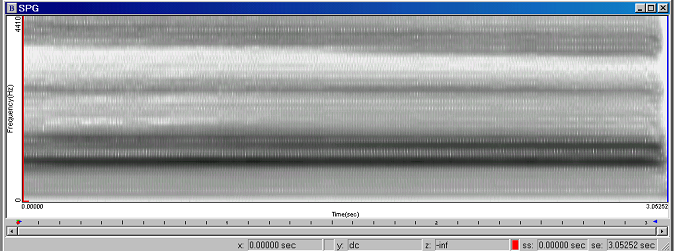 B SPG
4410
Frequency(Hz)
0
0.00000 3.05252
Time(sec)
x: 0.00000 sec y: dc z: -inf ss: 0.00000 sec se: 3.05252 sec